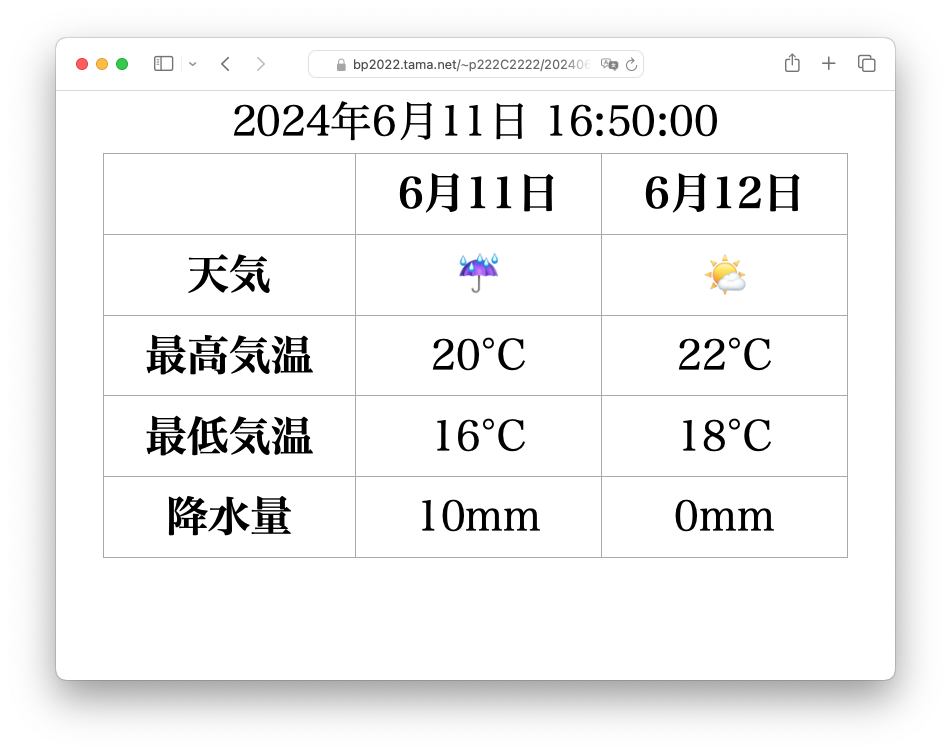 bp2022.tama.net/~p222C2222/20240
2024年6月11日 16:50:00
6月11日 6月12日
天気 ☔ 🌤
最高気温 20°C 22°C
最低気温 16°C 18°C
降水量 10mm 0mm